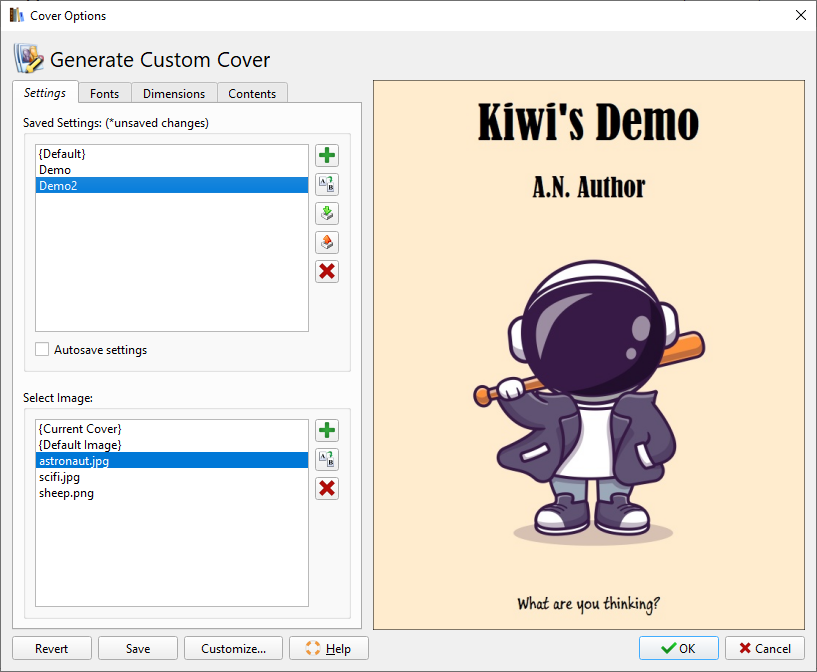 Cover Options
Generate Custom Cover
Settings Fonts Dimensions Contents
Saved Settings: (*unsaved changes)
{Default}
Demo
Demo2
Autosave settings
Select Image:
{Current Cover}
{Default Image}
astronaut.jpg
scifi.jpg
sheep.png
Kiwi's Demo
A.N. Author
What are you thinking?
Revert Save Customize... Help OK Cancel